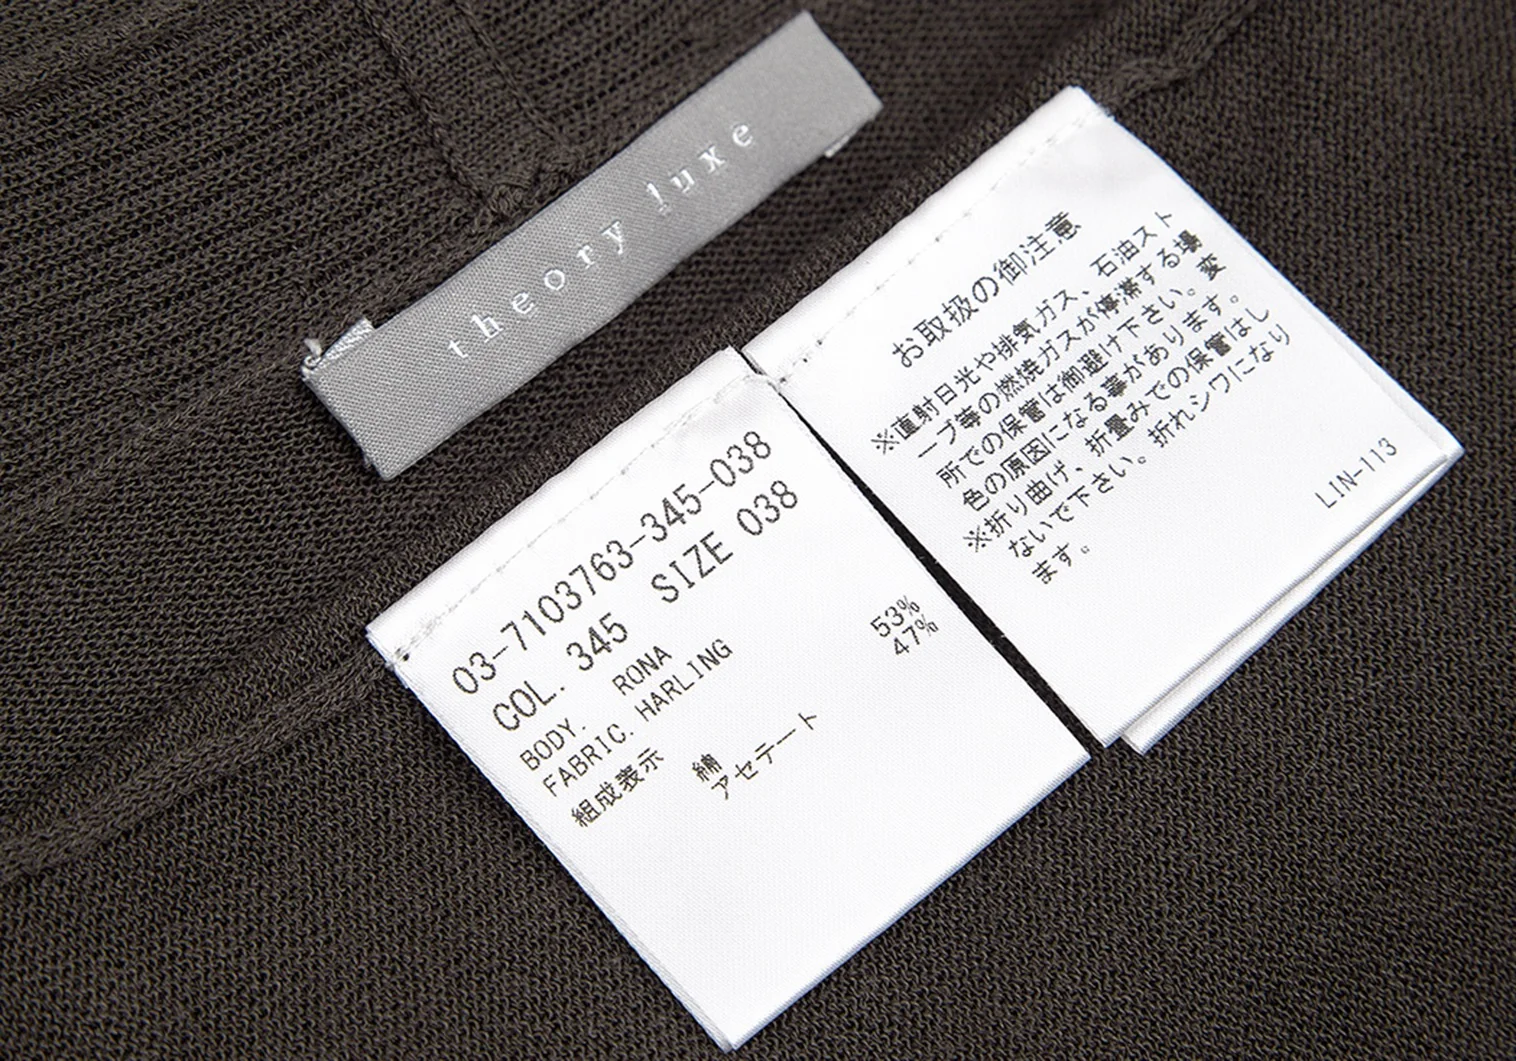 theory luxe
03-7103763-345-038
COL. 345 SIZE 038
BODY. RONA
FABRIC. HARLING
組成表示 綿 53%
アセテート 47%
お取扱の御注意
※直射日光や排気ガス、石油スト
ーブ等の燃焼ガスが停滞する場
所での保管は御避け下さい。変
色の原因になる事があります。
※折り曲げ、折畳みでの保管はし
ないで下さい。折れシワになり
ます。
LIN-113